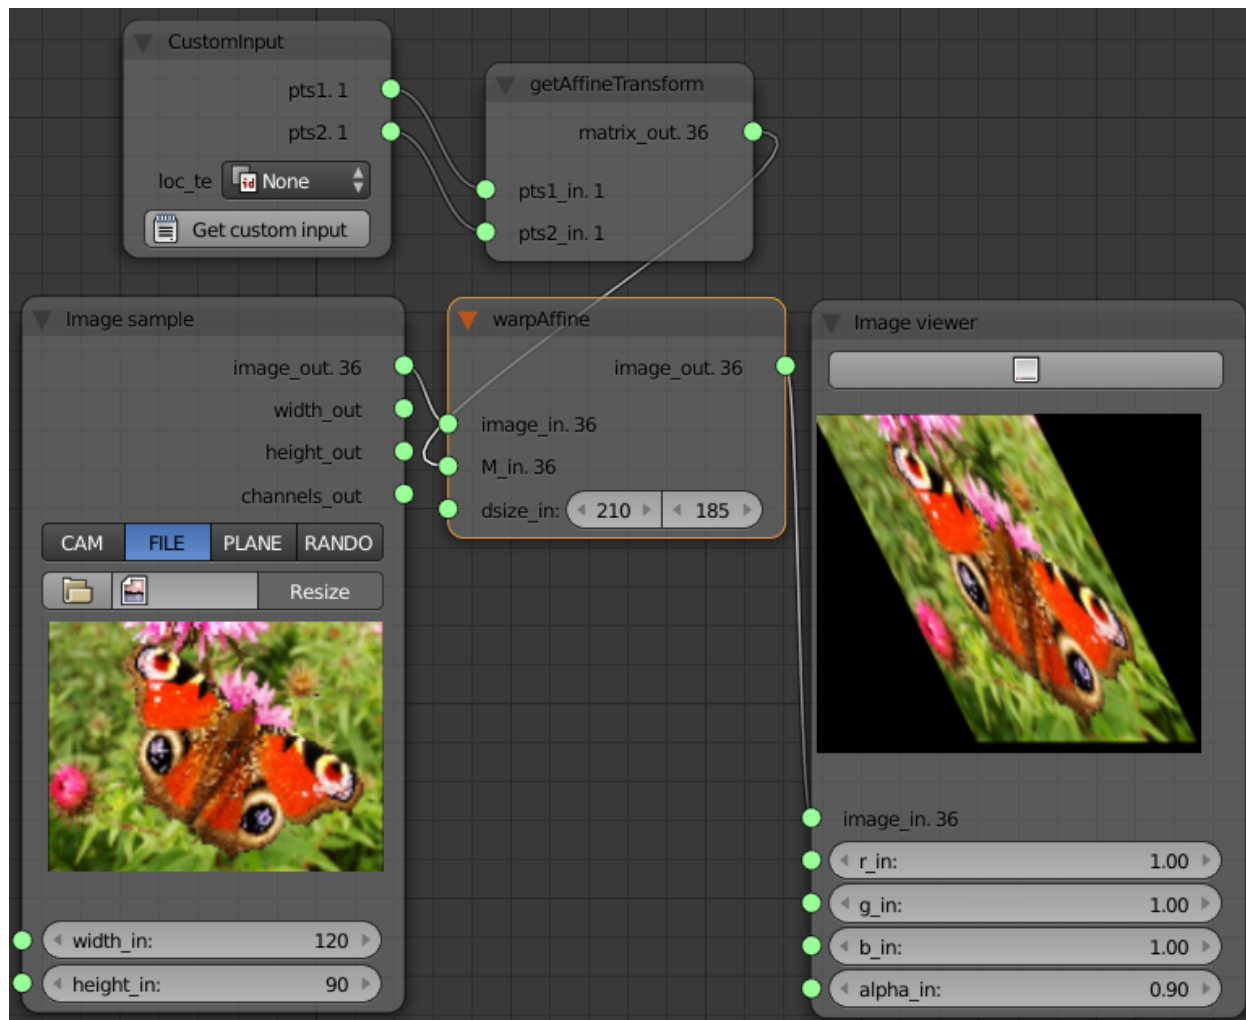 CustomInput
pts1. 1
pts2. 1
loc_te None
Get custom input
getAffineTransform
matrix_out. 36
pts1_in. 1
pts2_in. 1
Image sample
image_out. 36
width_out
height_out
channels_out
CAM FILE PLANE RANDO
Resize
width_in: 120
height_in: 90
warpAffine
image_out. 36
image_in. 36
M_in. 36
dsize_in: 210 185
Image viewer
image_in. 36
r_in: 1.00
g_in: 1.00
b_in: 1.00
alpha_in: 0.90